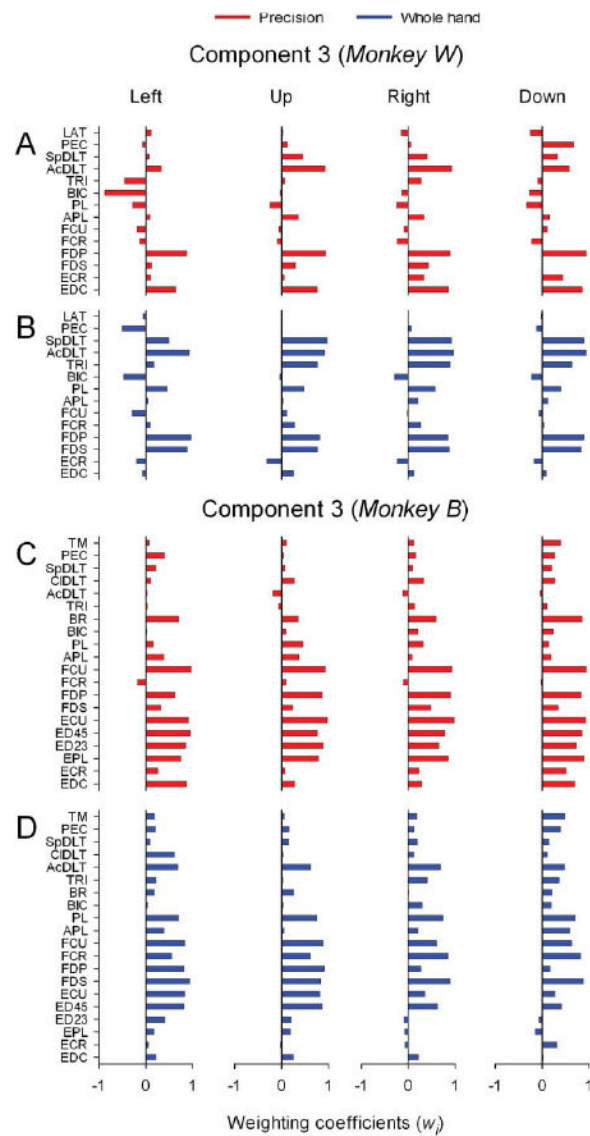 Precision Whole hand
Component 3 (Monkey W)
Left Up Right Down
A
LAT
PEC
SpDLT
AcDLT
TRI
BIC
PL
APL
FCU
FCR
FDP
FDS
ECR
EDC
B
LAT
PEC
SpDLT
AcDLT
TRI
BIC
PL
APL
FCU
FCR
FDP
FDS
ECR
EDC
Component 3 (Monkey B)
C
TM
PEC
SpDLT
ClDLT
AcDLT
TRI
BR
BIC
PL
APL
FCU
FCR
FDP
FDS
ECU
ED45
ED23
EPL
ECR
EDC
D
TM
PEC
SpDLT
ClDLT
AcDLT
TRI
BR
BIC
PL
APL
FCU
FCR
FDP
FDS
ECU
ED45
ED23
EPL
ECR
EDC
-1 0 1 -1 0 1 -1 0 1 -1 0 1
Weighting coefficients (wi)